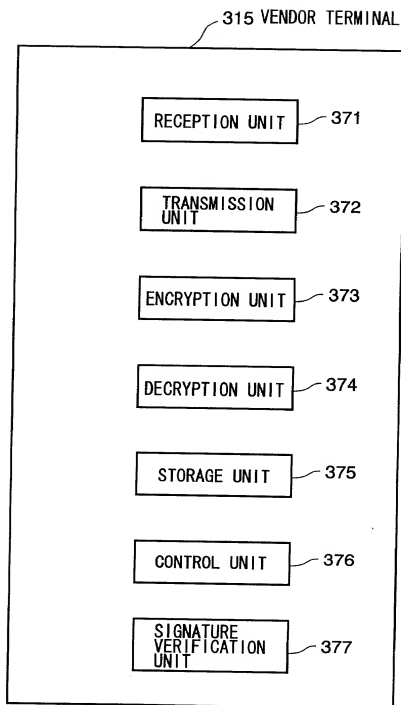 315 VENDOR TERMINAL
RECEPTION UNIT 371
TRANSMISSION
UNIT 372
ENCRYPTION UNIT 373
DECRYPTION UNIT 374
STORAGE UNIT 375
CONTROL UNIT 376
SIGNATURE
VERIFICATION
UNIT 377